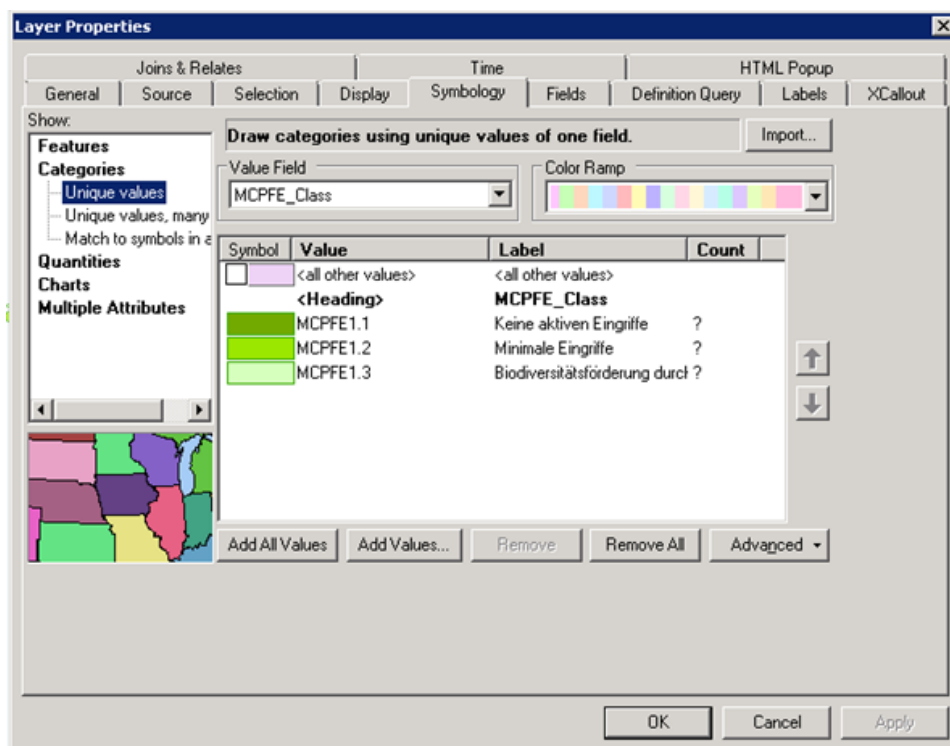 Layer Properties
Joins & Relates Time HTML Popup
General Source Selection Display Symbology Fields Definition Query Labels XCallout
Show:
Features
Categories
Unique values
Unique values, many
Match to symbols in a
Quantities
Charts
Multiple Attributes
Draw categories using unique values of one field.
Import...
Value Field
MCPFE_Class
Color Ramp
Symbol Value Label Count
<all other values> <all other values>
<Heading> MCPFE_Class
MCPFE1.1 Keine aktiven Eingriffe ?
MCPFE1.2 Minimale Eingriffe ?
MCPFE1.3 Biodiversitätsförderung durch ?
Add All Values Add Values... Remove Remove All Advanced
OK Cancel Apply